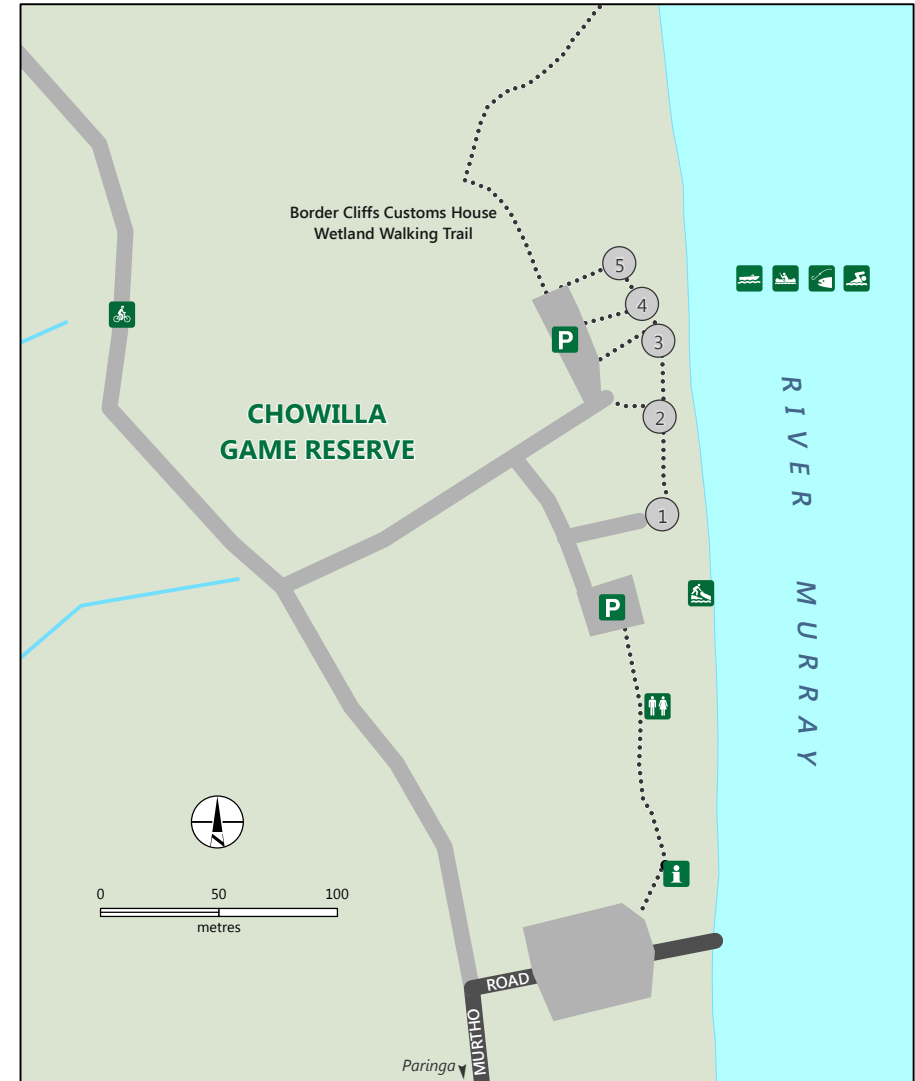 Border Cliffs Customs House
Wetland Walking Trail
5
4
P
3
CHOWILLA
GAME RESERVE
2
1
RIVER MURRAY
P
i
N
0 50 100
metres
ROAD
MURTHO
Paringa